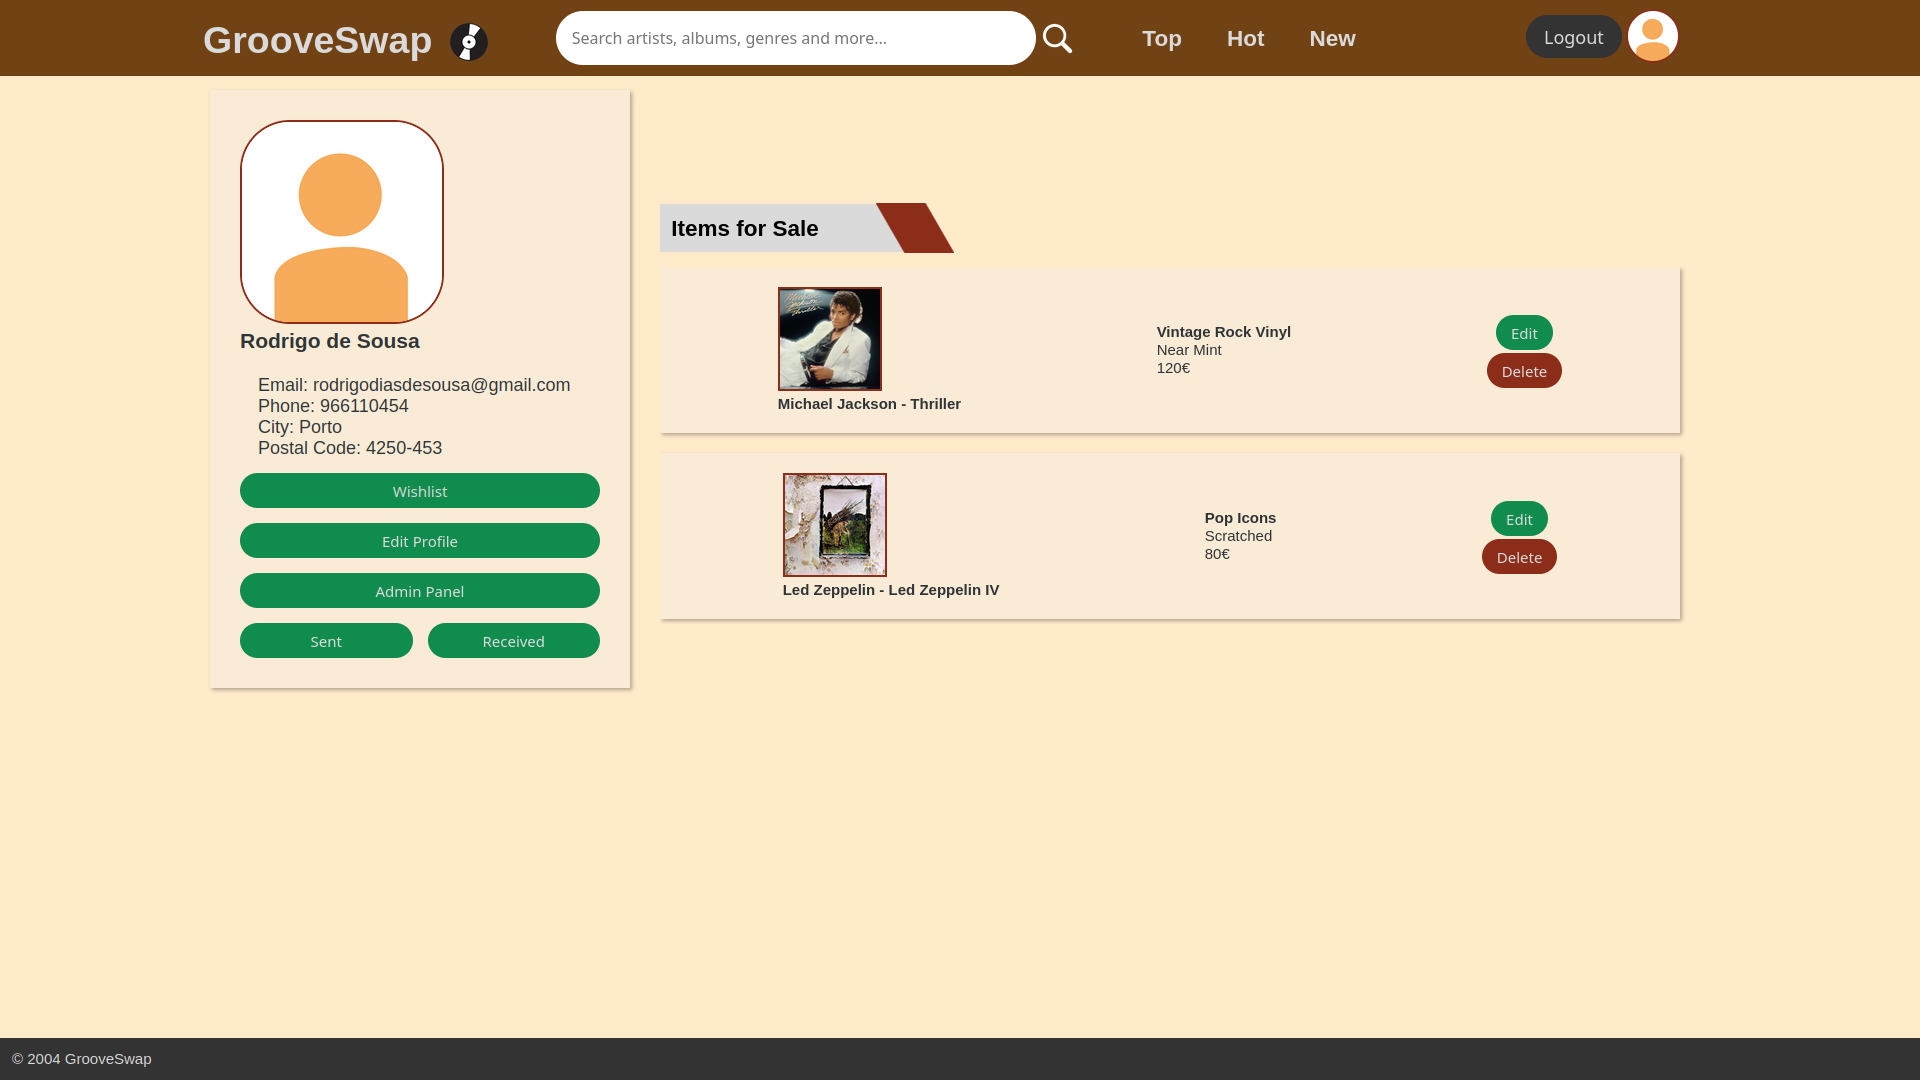 GrooveSwap
Search artists, albums, genres and more...
Top
Hot
New
Logout
Rodrigo de Sousa
Email: rodrigodiasdesousa@gmail.com
Phone: 966110454
City: Porto
Postal Code: 4250-453
Wishlist
Edit Profile
Admin Panel
Sent
Received
Items for Sale
Michael Jackson - Thriller
Vintage Rock Vinyl
Near Mint
120€
Edit
Delete
Led Zeppelin - Led Zeppelin IV
Pop Icons
Scratched
80€
Edit
Delete
© 2004 GrooveSwap